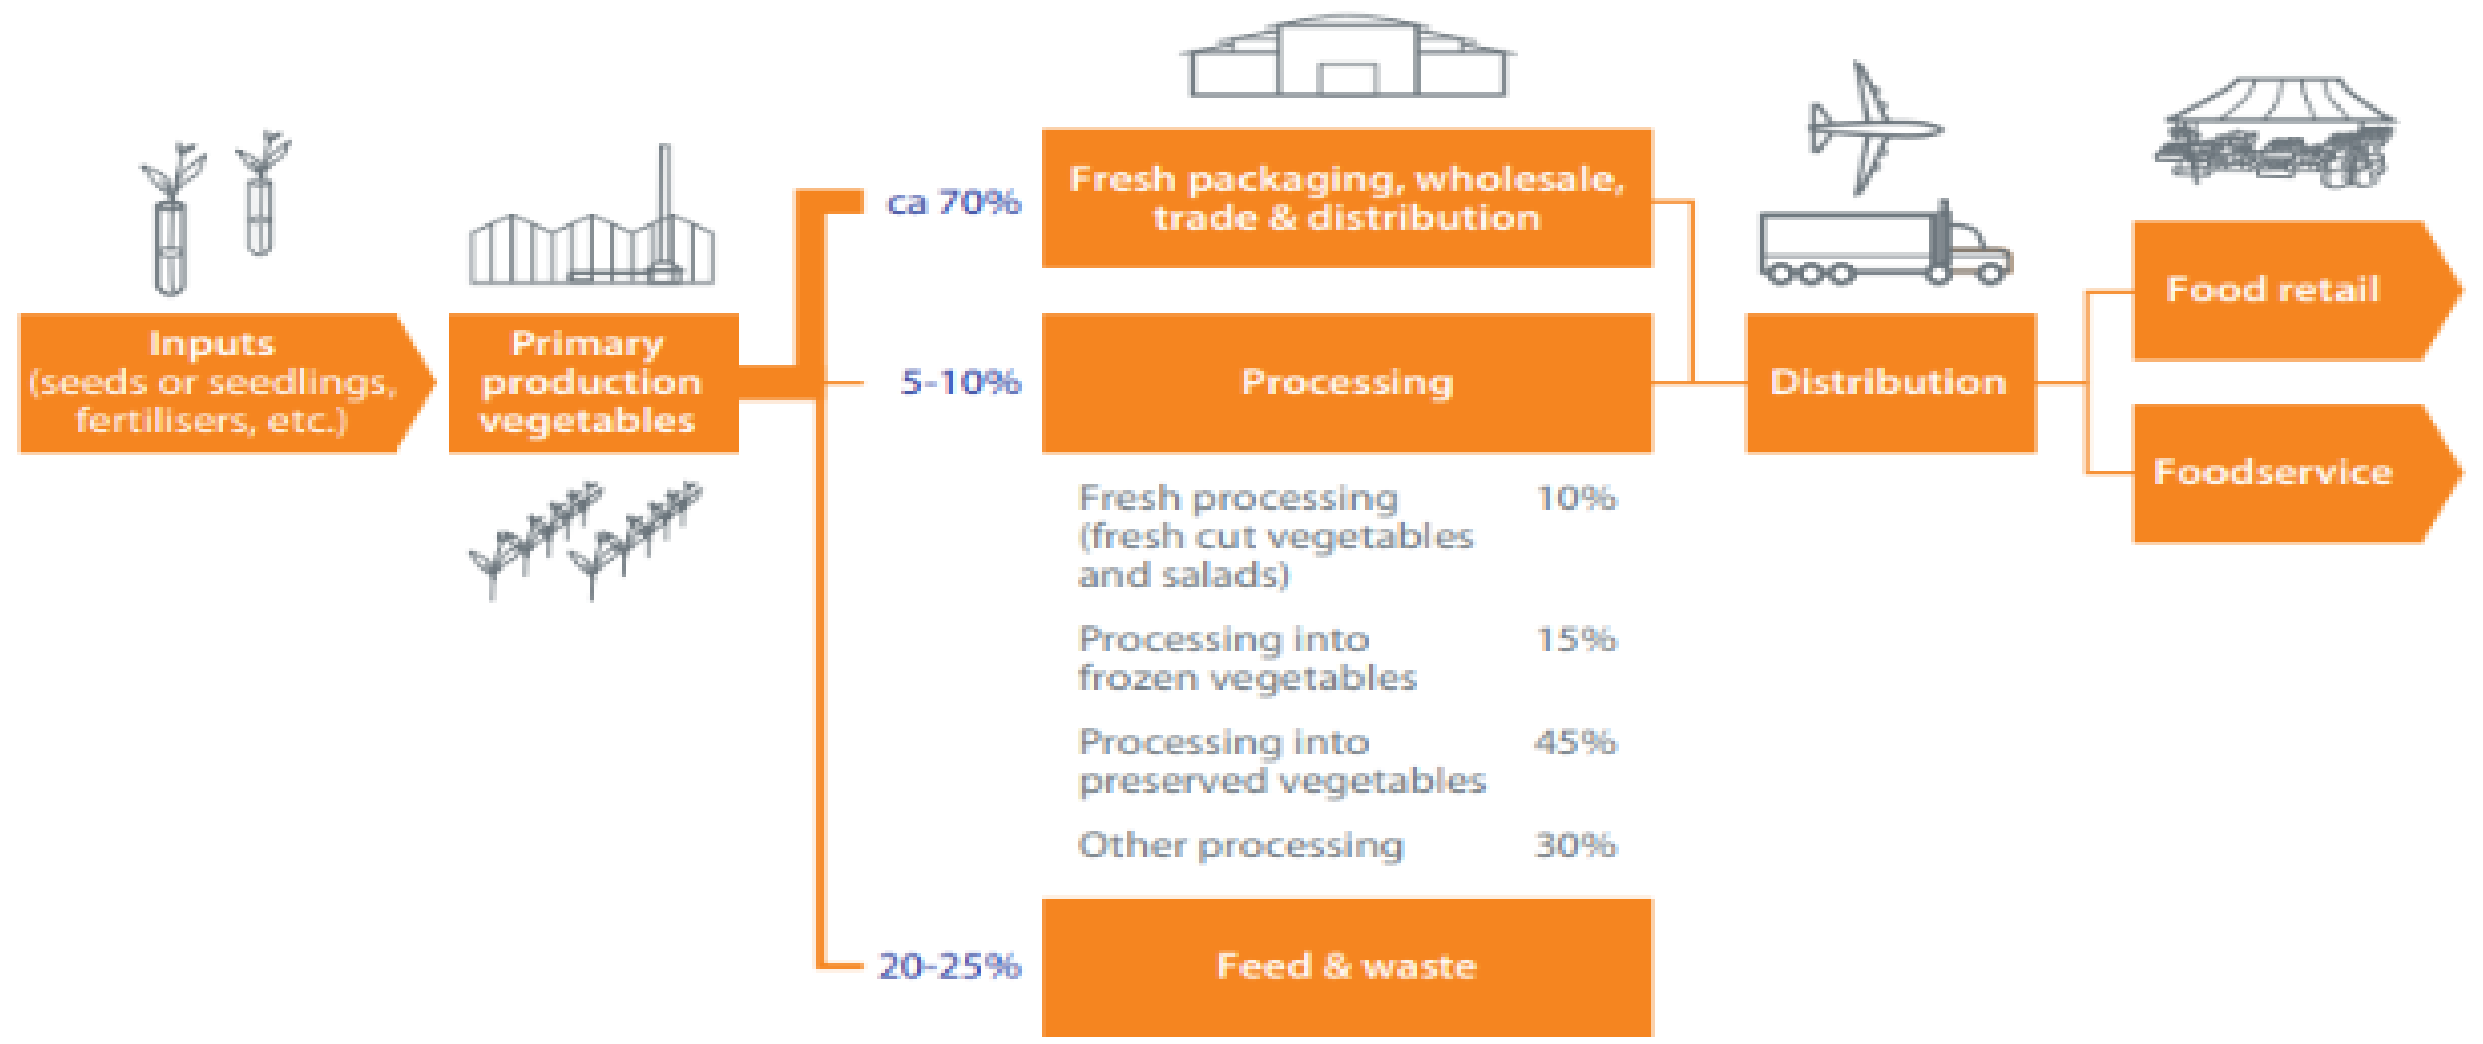 Inputs
(seeds or seedlings,
fertilisers, etc.)
Primary
production
vegetables
ca 70%
Fresh packaging, wholesale,
trade & distribution
5-10%
Processing
Fresh processing 10%
(fresh cut vegetables
and salads)
Processing into 15%
frozen vegetables
Processing into 45%
preserved vegetables
Other processing 30%
20-25%
Feed & waste
Distribution
Food retail
Foodservice